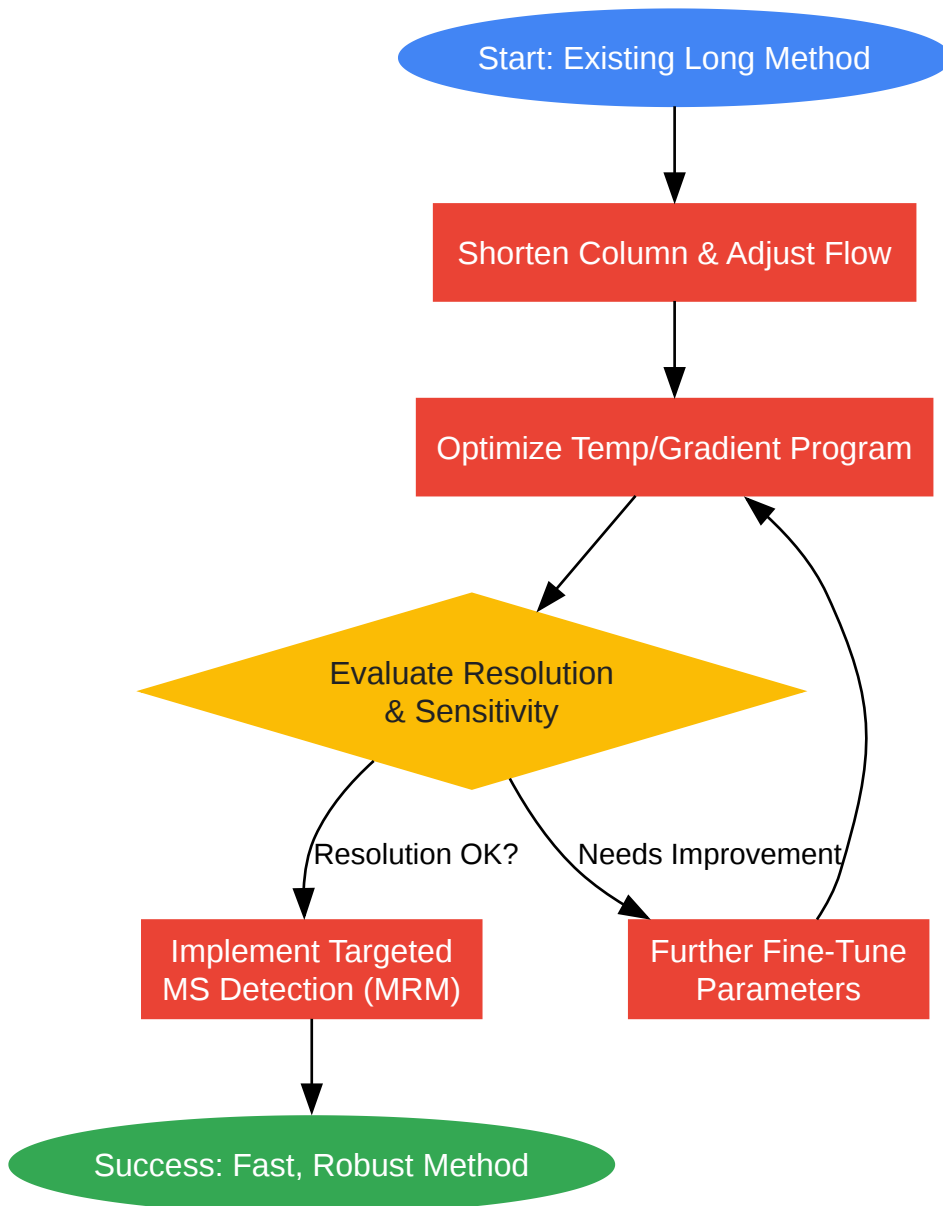 Start: Existing Long Method
Shorten Column & Adjust Flow
Optimize Temp/Gradient Program
Evaluate Resolution
& Sensitivity
Resolution OK?
Needs Improvement
Implement Targeted
MS Detection (MRM)
Further Fine-Tune
Parameters
Success: Fast, Robust Method